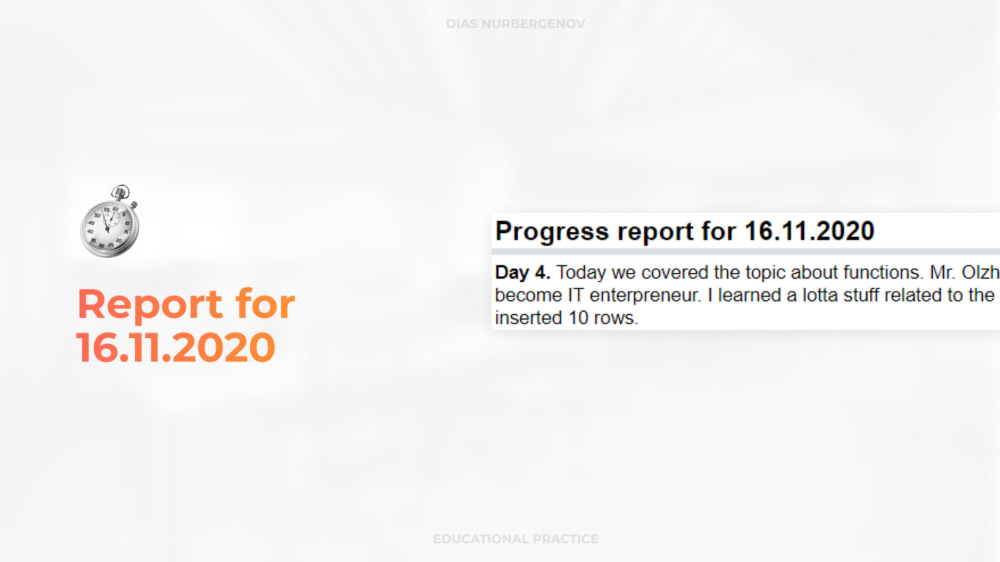 DIAS NURBERGENOV
Report for
16.11.2020
Progress report for 16.11.2020
Day 4. Today we covered the topic about functions. Mr. Olzh
become IT enterpreneur. I learned a lotta stuff related to the
inserted 10 rows.
EDUCATIONAL PRACTICE